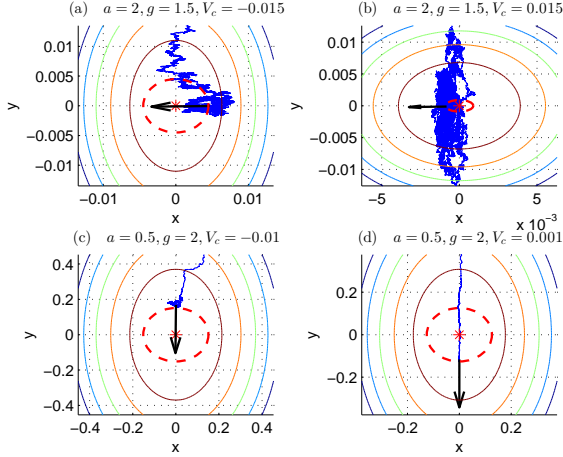 (a) a = 2, g = 1.5, V_c = −0.015
0.01
0.005
0
−0.005
−0.01
y
−0.01 0 0.01
x
(b) a = 2, g = 1.5, V_c = 0.015
0.01
0.005
0
−0.005
−0.01
y
−5 0 5
x
x 10^−3
(c) a = 0.5, g = 2, V_c = −0.01
0.4
0.2
0
−0.2
−0.4
y
−0.4 −0.2 0 0.2 0.4
x
(d) a = 0.5, g = 2, V_c = 0.001
0.2
0
−0.2
y
−0.2 0 0.2
x